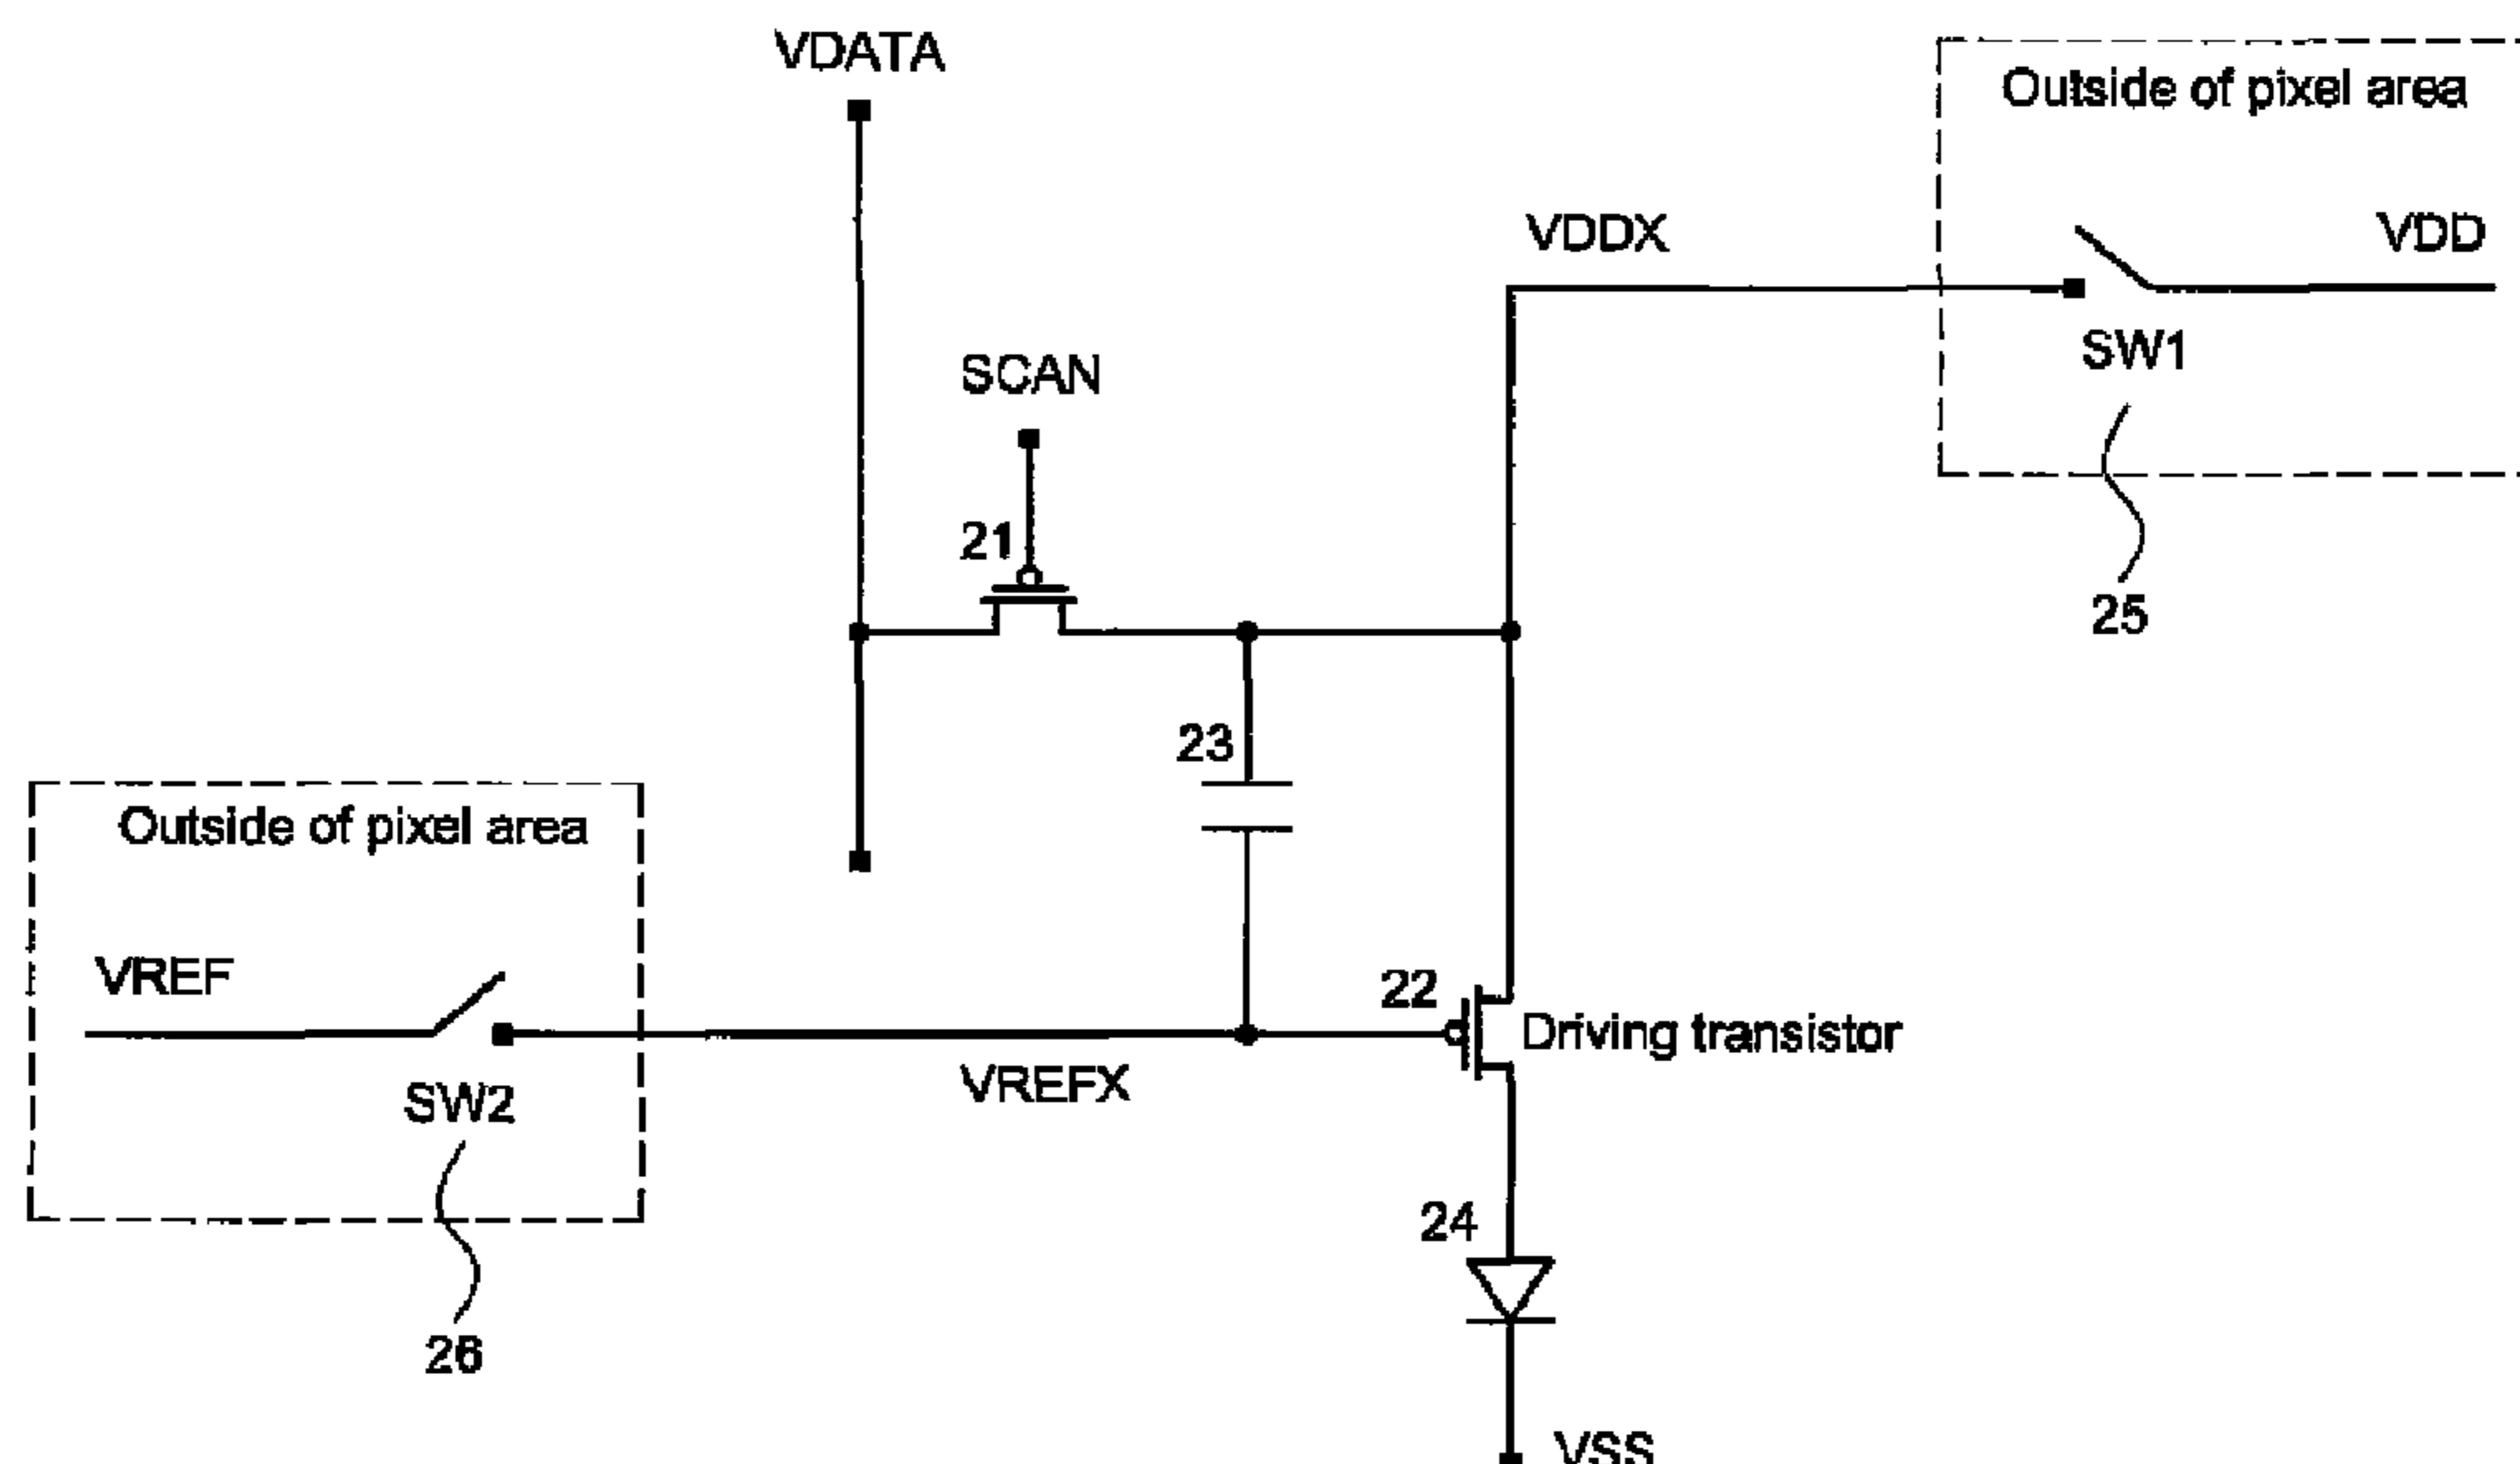 VDATA
Outside of pixel area
VDDX
VDD
SW1
SCAN
21
25
23
Outside of pixel area
VREF
22
Driving transistor
VREFX
SW2
24
26
VSS